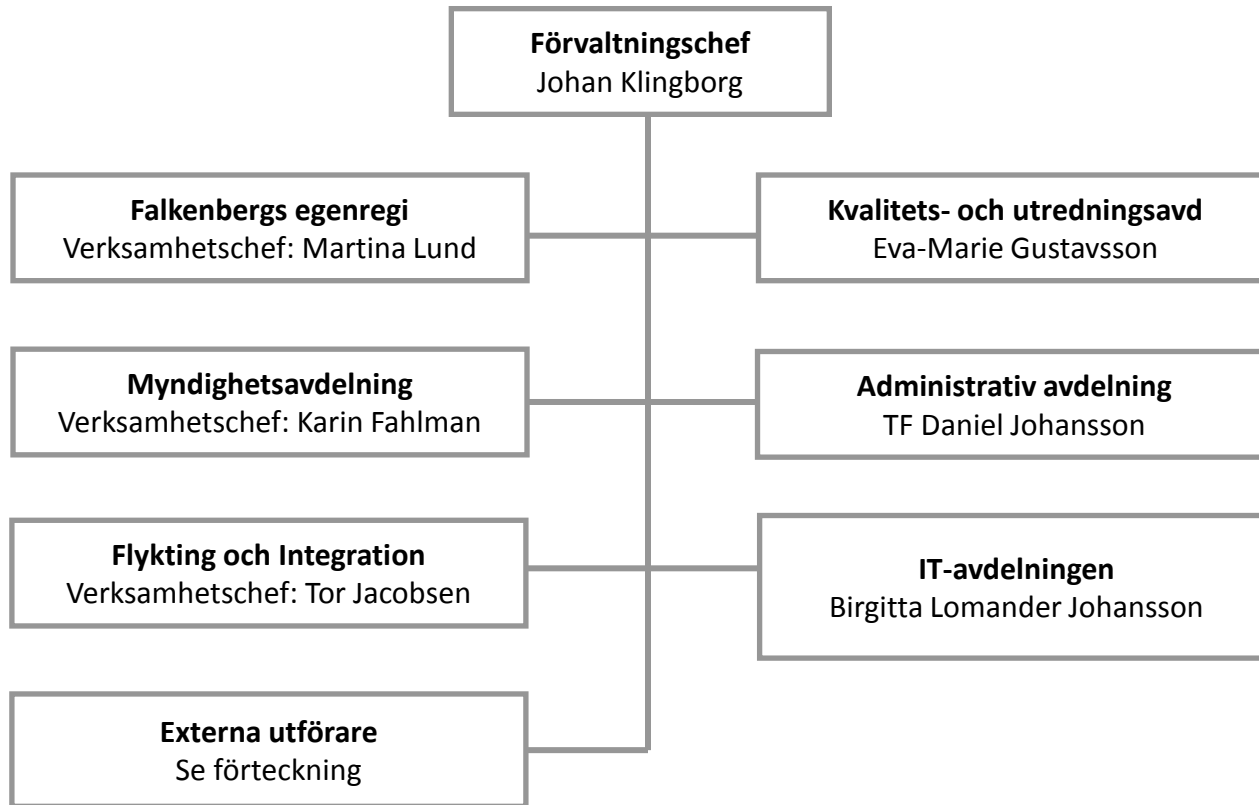 Förvaltningschef
Johan Klingborg
Falkenbergs egenregi
Verksamhetschef: Martina Lund
Kvalitets- och utredningsavd
Eva-Marie Gustavsson
Myndighetsavdelning
Verksamhetschef: Karin Fahlman
Administrativ avdelning
TF Daniel Johansson
Flykting och Integration
Verksamhetschef: Tor Jacobsen
IT-avdelningen
Birgitta Lomander Johansson
Externa utförare
Se förteckning